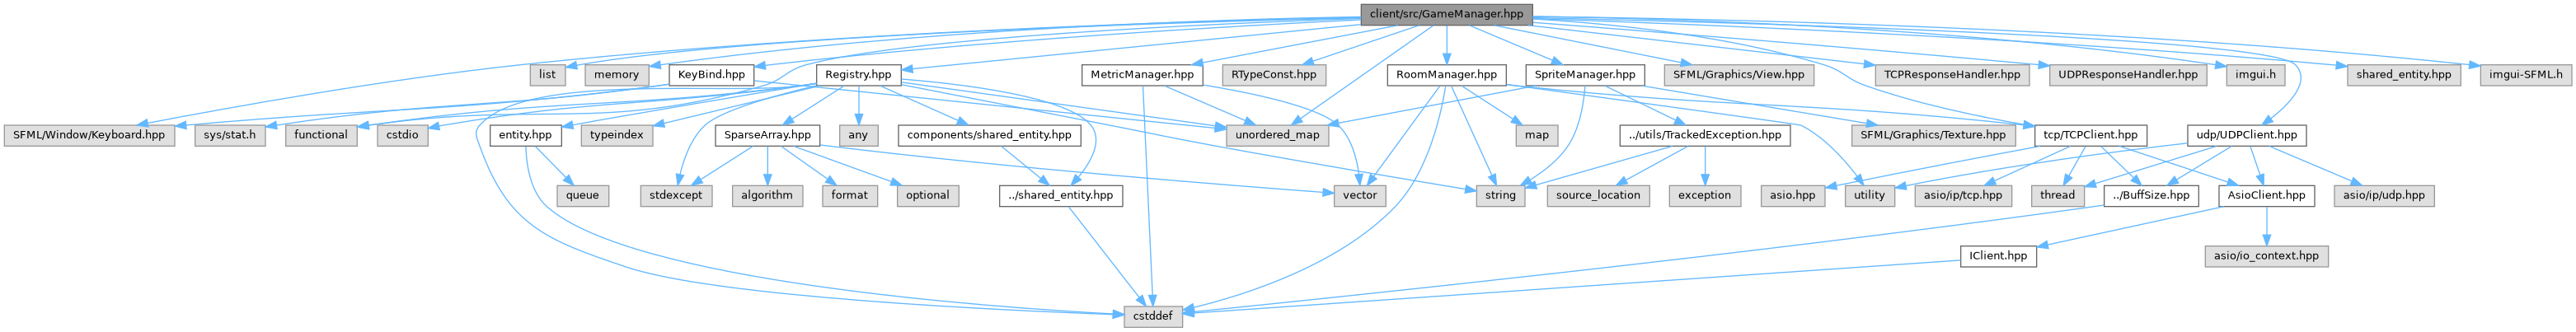 client/src/GameManager.hpp
list
memory
KeyBind.hpp
Registry.hpp
MetricManager.hpp
RTypeConst.hpp
RoomManager.hpp
SpriteManager.hpp
SFML/Graphics/View.hpp
TCPResponseHandler.hpp
UDPResponseHandler.hpp
imgui.h
shared_entity.hpp
imgui-SFML.h
SFML/Window/Keyboard.hpp
sys/stat.h
functional
cstdio
entity.hpp
typeindex
SparseArray.hpp
any
components/shared_entity.hpp
unordered_map
map
../utils/TrackedException.hpp
SFML/Graphics/Texture.hpp
tcp/TCPClient.hpp
udp/UDPClient.hpp
queue
stdexcept
algorithm
format
optional
../shared_entity.hpp
vector
string
source_location
exception
asio.hpp
utility
asio/ip/tcp.hpp
thread
../BuffSize.hpp
AsioClient.hpp
asio/ip/udp.hpp
IClient.hpp
asio/io_context.hpp
cstddef